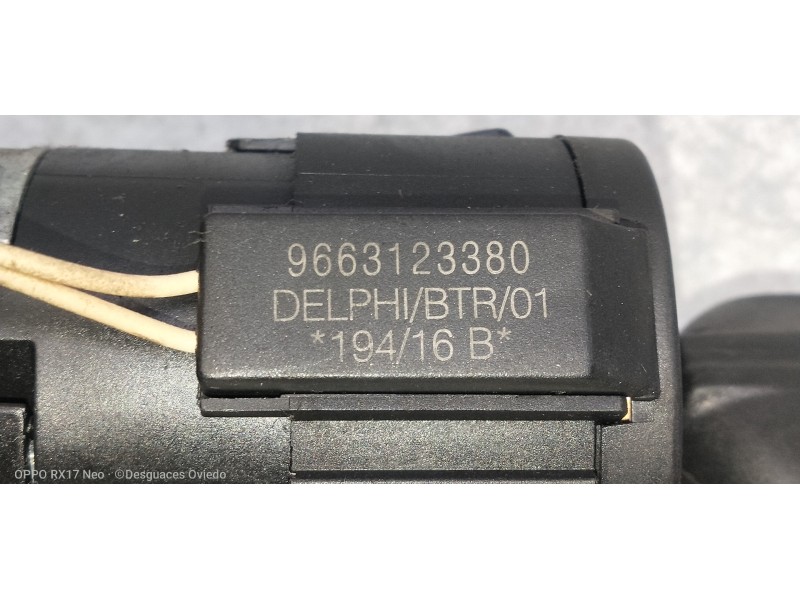 9663123380
DELPHI/BTR/01
*194/16 B*
OPPO RX17 Neo · ©Desguaces Oviedo